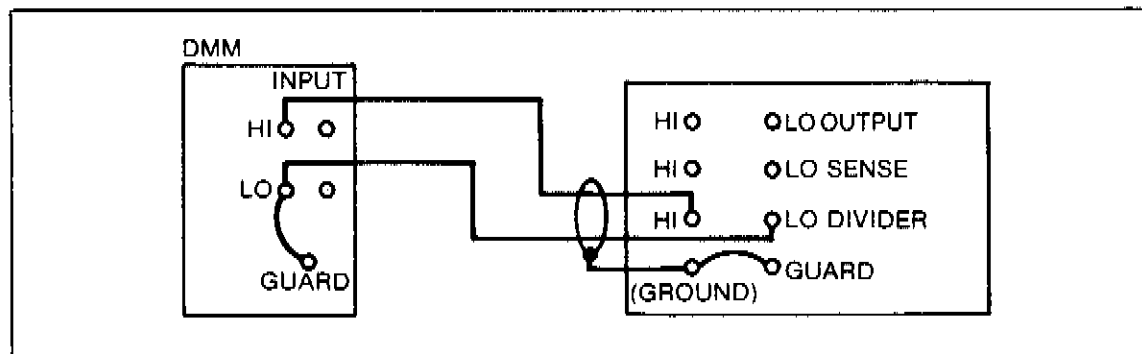 DMM
INPUT
HI
LO
GUARD
HI LO OUTPUT
HI LO SENSE
HI LO DIVIDER
GUARD
(GROUND)